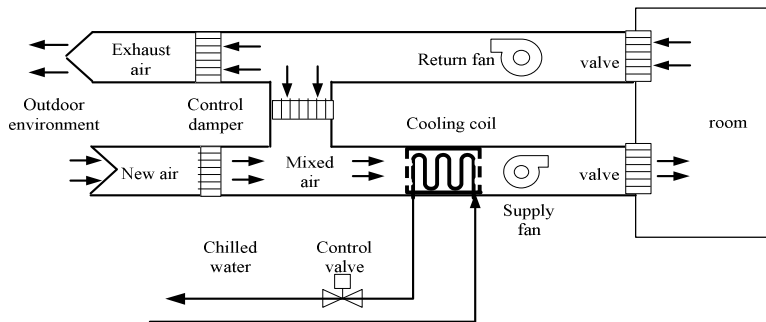 Exhaust
air
Return fan
valve
Outdoor
environment
Control
damper
Cooling coil
room
New air
Mixed
air
valve
Supply
fan
Chilled
water
Control
valve